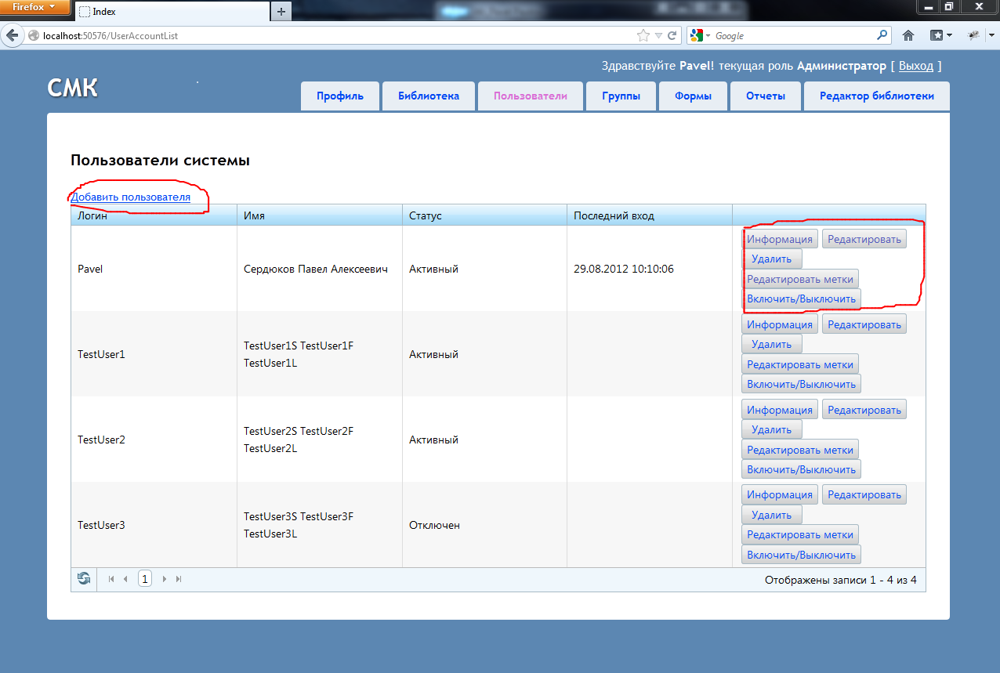 Firefox
Index
localhost:50576/UserAccountList
Google
Здравствуйте Pavel! текущая роль Администратор [ Выход ]
СМК
Профиль Библиотека Пользователи Группы Формы Отчеты Редактор библиотеки
Пользователи системы
Добавить пользователя
Логин Имя Статус Последний вход
Pavel Сердюков Павел Алексеевич Активный 29.08.2012 10:10:06
Информация Редактировать
Удалить
Редактировать метки
Включить/Выключить
TestUser1 TestUser1S TestUser1F
TestUser1L Активный
Информация Редактировать
Удалить
Редактировать метки
Включить/Выключить
TestUser2 TestUser2S TestUser2F
TestUser2L Активный
Информация Редактировать
Удалить
Редактировать метки
Включить/Выключить
TestUser3 TestUser3S TestUser3F
TestUser3L Отключен
Информация Редактировать
Удалить
Редактировать метки
Включить/Выключить
1 Отображены записи 1 - 4 из 4